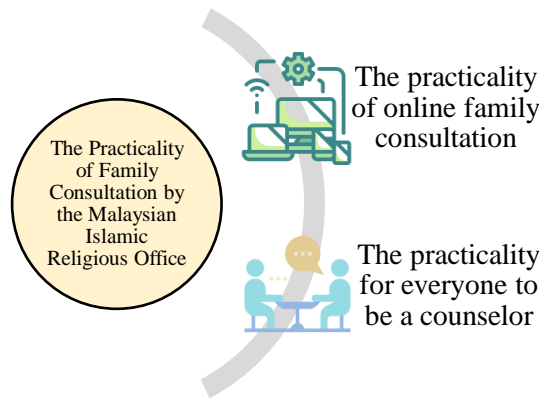 The Practicality
of Family
Consultation by
the Malaysian
Islamic
Religious Office
The practicality
of online family
consultation
The practicality
for everyone to
be a counselor